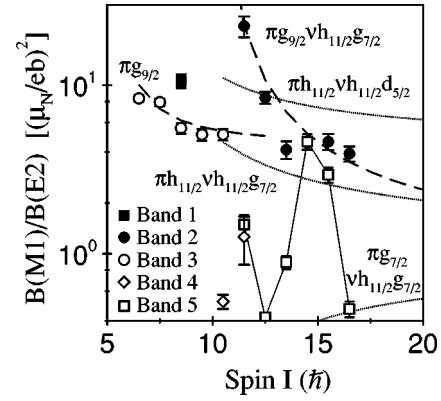 πg9/2νh11/2g7/2
πg9/2
10¹
πh11/2νh11/2d5/2
πh11/2νh11/2g7/2
B(M1)/B(E2) [(μN/eb)²]
Band 1
Band 2
Band 3
Band 4
Band 5
10⁰
πg7/2
νh11/2g7/2
5 10 15 20
Spin I (ħ)